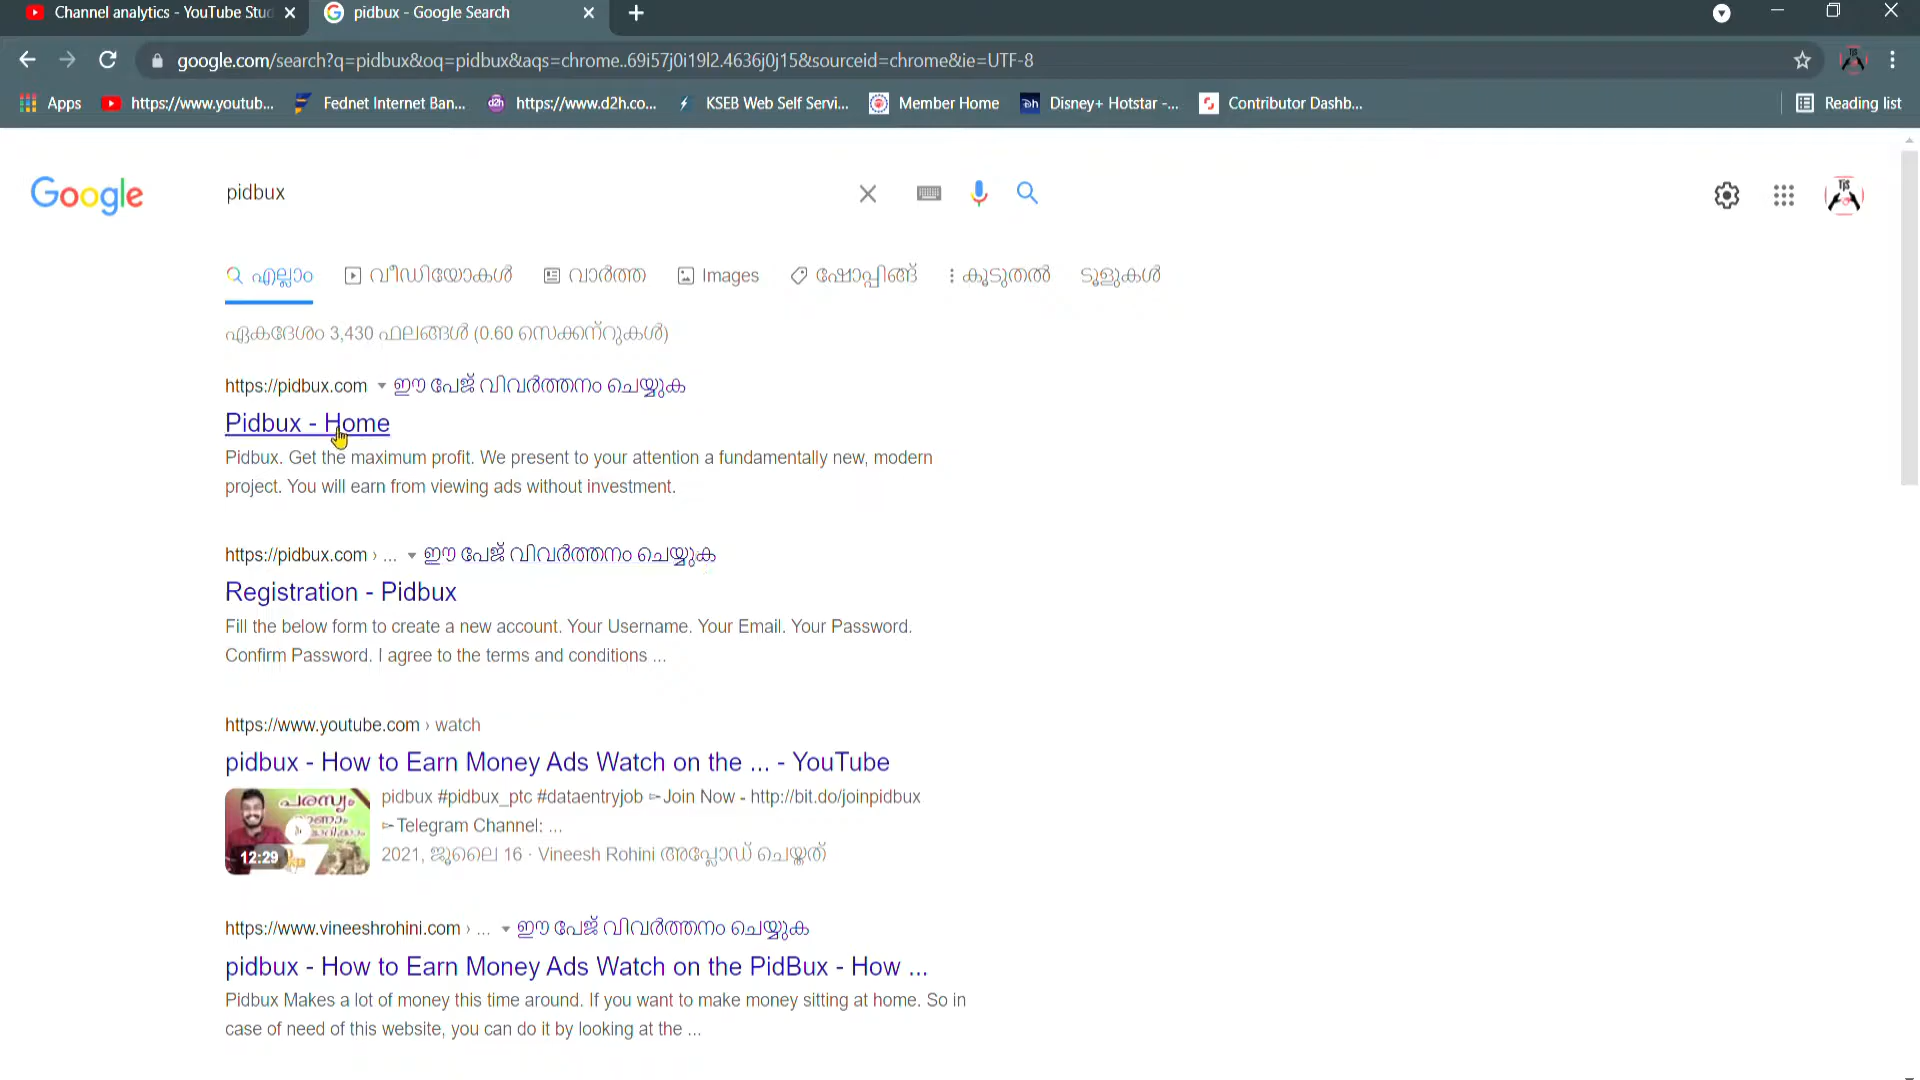 Channel analytics - YouTube Stud
pidbux - Google Search
google.com/search?q=pidbux&oq=pidbux&aqs=chrome..69i57j0i19l2.4636j0j15&sourceid=chrome&ie=UTF-8
Apps https://www.youtub... Fednet Internet Ban... https://www.d2h.co... KSEB Web Self Servi... Member Home Disney+ Hotstar -... Contributor Dashb... Reading list
Google pidbux
എല്ലാം വീഡിയോകൾ വാർത്ത Images ഷോപ്പിങ്ങ് കൂടുതൽ ടൂളുകൾ
ഏകദേശം 3,430 ഫലങ്ങൾ (0.60 സെക്കന്റുകൾ)
https://pidbux.com ഈ പേജ് വിവർത്തനം ചെയ്യുക
Pidbux - Home
Pidbux. Get the maximum profit. We present to your attention a fundamentally new, modern
project. You will earn from viewing ads without investment.
https://pidbux.com › ... ഈ പേജ് വിവർത്തനം ചെയ്യുക
Registration - Pidbux
Fill the below form to create a new account. Your Username. Your Email. Your Password.
Confirm Password. I agree to the terms and conditions ...
https://www.youtube.com › watch
pidbux - How to Earn Money Ads Watch on the ... - YouTube
പരസ്യം
12:29
pidbux #pidbux_ptc #dataentryjob ➣Join Now - http://bit.do/joinpidbux
➣Telegram Channel: ...
2021, ജൂലൈ 16 · Vineesh Rohini അപ്ലോഡ് ചെയ്തത്
https://www.vineeshrohini.com › ... ഈ പേജ് വിവർത്തനം ചെയ്യുക
pidbux - How to Earn Money Ads Watch on the PidBux - How ...
Pidbux Makes a lot of money this time around. If you want to make money sitting at home. So in
case of need of this website, you can do it by looking at the ...